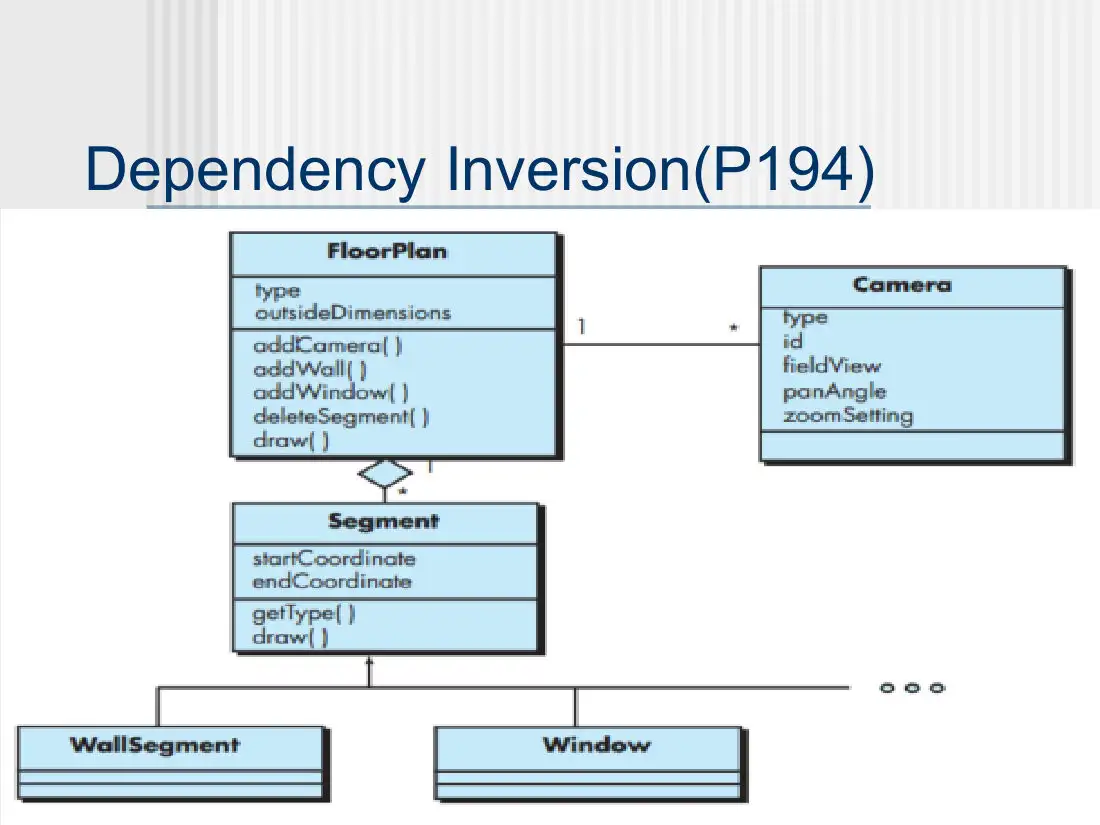 Dependency Inversion(P194)
FloorPlan
type
outsideDimensions
addCamera( )
addWall( )
addWindow( )
deleteSegment( )
draw( )
1
*
Camera
type
id
fieldView
panAngle
zoomSetting
1
*
Segment
startCoordinate
endCoordinate
getType( )
draw( )
WallSegment
Window